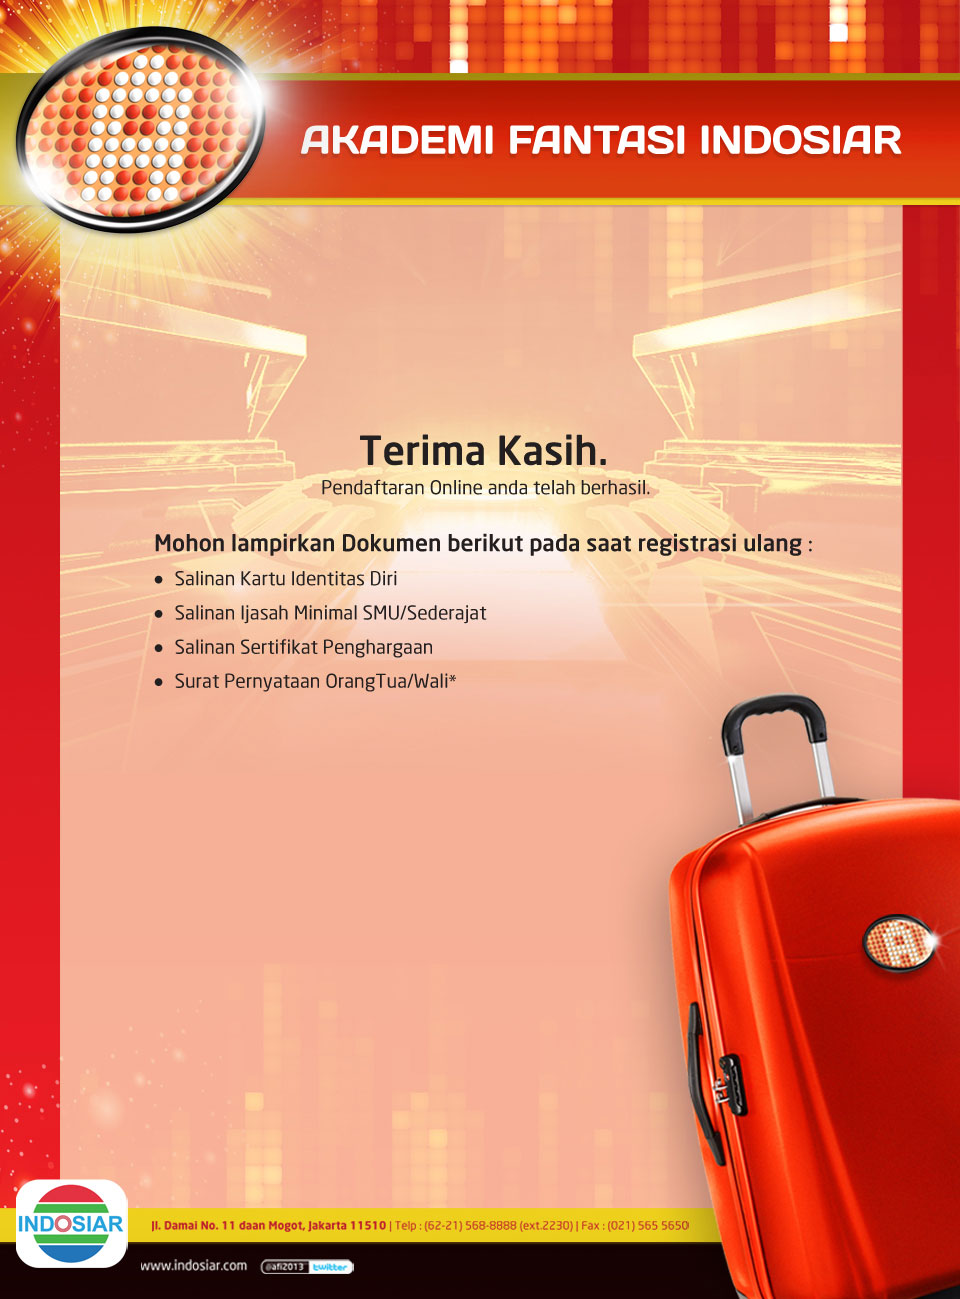 AKADEMI FANTASI INDOSIAR
Terima Kasih.
Pendaftaran Online anda telah berhasil.
Mohon lampirkan Dokumen berikut pada saat registrasi ulang :
• Salinan Kartu Identitas Diri
• Salinan Ijasah Minimal SMU/Sederajat
• Salinan Sertifikat Penghargaan
• Surat Pernyataan OrangTua/Wali*
A
INDOSIAR
Jl. Damai No. 11 daan Mogot, Jakarta 11510 | Telp : (62-21) 568-8888 (ext.2230) | Fax : (021) 565 5650
www.indosiar.com @afi2013 twitter